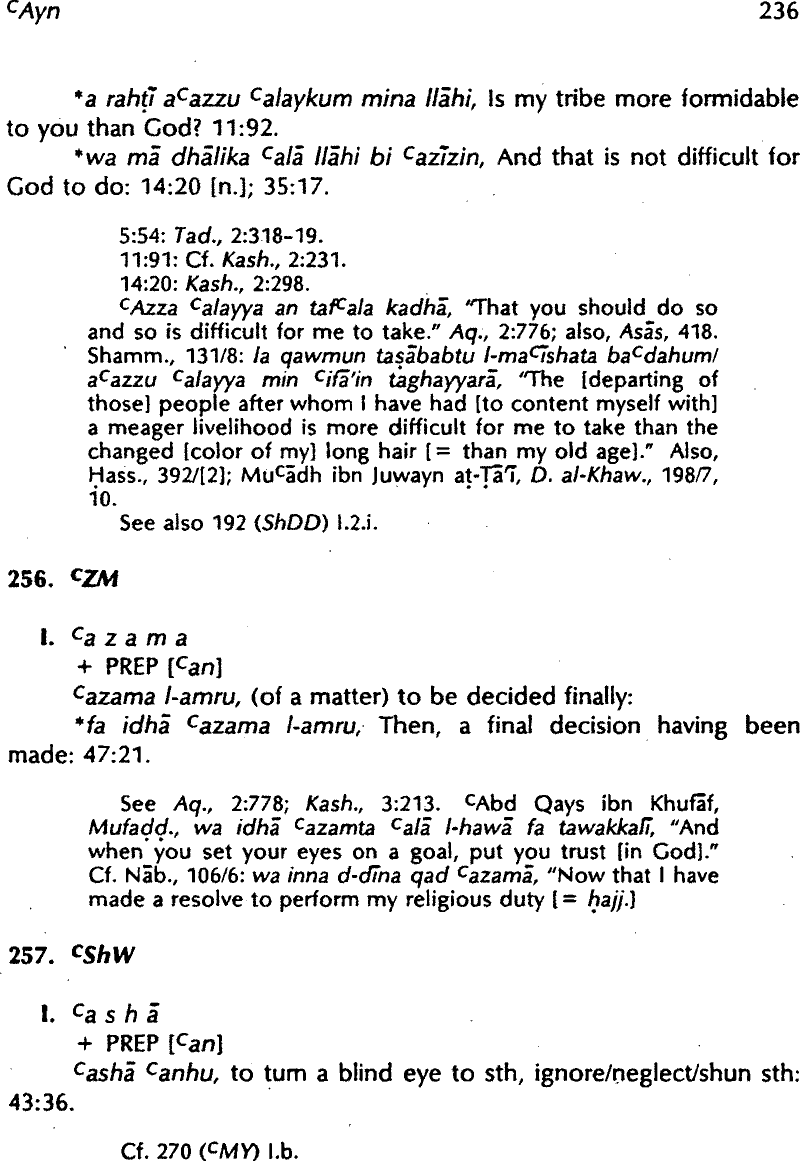 ᶜAyn 236
*a rahṭī aᶜazzu ᶜalaykum mina llāhi, Is my tribe more formidable
to you than God? 11:92.
*wa mā dhālika ᶜalā llāhi bi ᶜazīzin, And that is not difficult for
God to do: 14:20 [n.]; 35:17.
5:54: Tad., 2:318–19.
11:91: Cf. Kash., 2:231.
14:20: Kash., 2:298.
ᶜAzza ᶜalayya an tafᶜala kadhā, "That you should do so
and so is difficult for me to take." Aq., 2:776; also, Asās, 418.
Shamm., 131/8: la qawmun taṣābabtu l-maᶜīshata baᶜdahum/
aᶜazzu ᶜalayya min ᶜifā'in taghayyarā, "The [departing of
those] people after whom I have had [to content myself with]
a meager livelihood is more difficult for me to take than the
changed [color of my] long hair [= than my old age]." Also,
Ḥass., 392/[2]; Muᶜādh ibn Juwayn aṭ-Ṭā'ī, D. al-Khaw., 198/7,
10.
See also 192 (ShDD) I.2.i.
256. ᶜZM
I. ᶜa z a m a
+ PREP [ᶜan]
ᶜazama l-amru, (of a matter) to be decided finally:
*fa idhā ᶜazama l-amru, Then, a final decision having been
made: 47:21.
See Aq., 2:778; Kash., 3:213. ᶜAbd Qays ibn Khufāf,
Mufaḍḍ., wa idhā ᶜazamta ᶜalā l-hawā fa tawakkalī, "And
when you set your eyes on a goal, put you trust [in God]."
Cf. Nāb., 106/6: wa inna d-dīna qad ᶜazamā, "Now that I have
made a resolve to perform my religious duty [= ḥajj.]
257. ᶜShW
I. ᶜa s h ā
+ PREP [ᶜan]
ᶜashā ᶜanhu, to turn a blind eye to sth, ignore/neglect/shun sth:
43:36.
Cf. 270 (ᶜMY) I.b.